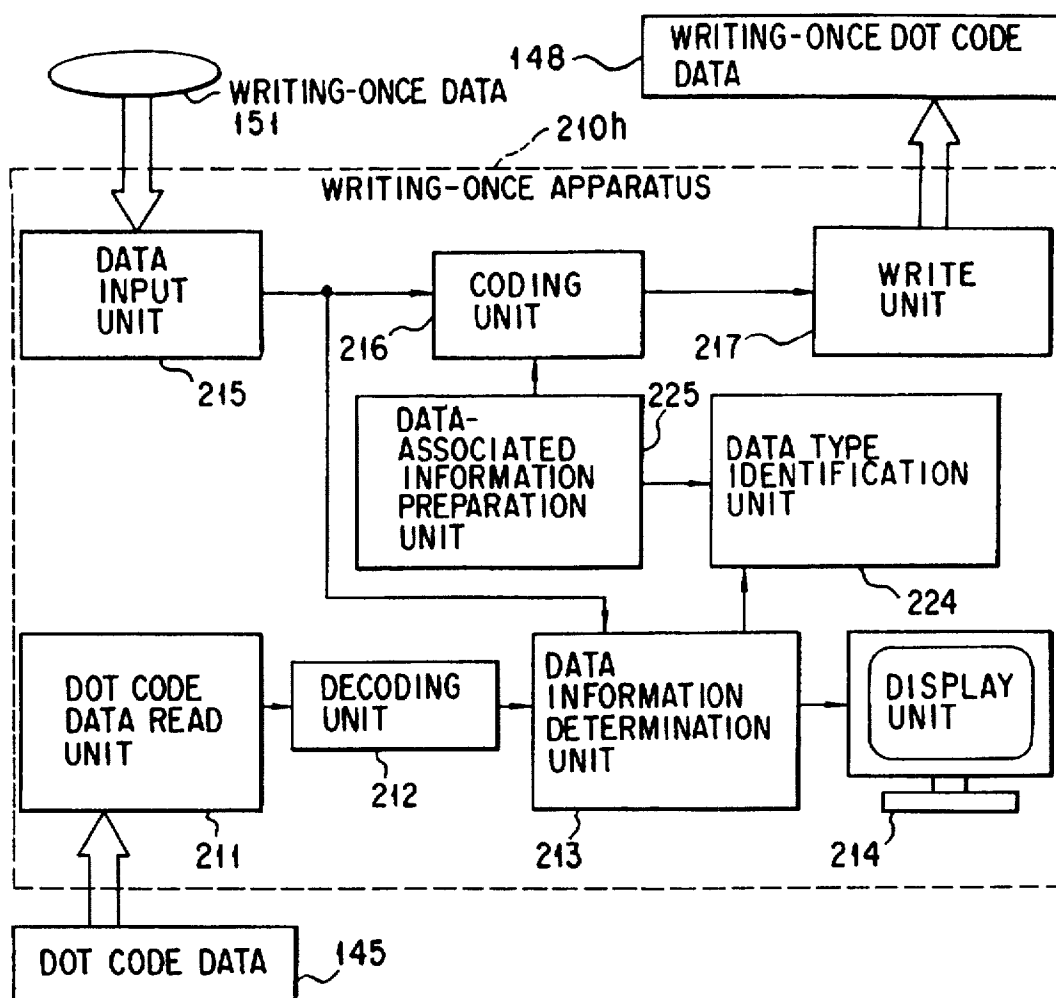 WRITING-ONCE DOT CODE
DATA
148
WRITING-ONCE DATA
151
210h
WRITING-ONCE APPARATUS
DATA
INPUT
UNIT
215
CODING
UNIT
216
WRITE
UNIT
217
DATA-
ASSOCIATED
INFORMATION
PREPARATION
UNIT
225
DATA TYPE
IDENTIFICATION
UNIT
224
DOT CODE
DATA READ
UNIT
211
DECODING
UNIT
212
DATA
INFORMATION
DETERMINATION
UNIT
213
DISPLAY
UNIT
214
DOT CODE DATA
145